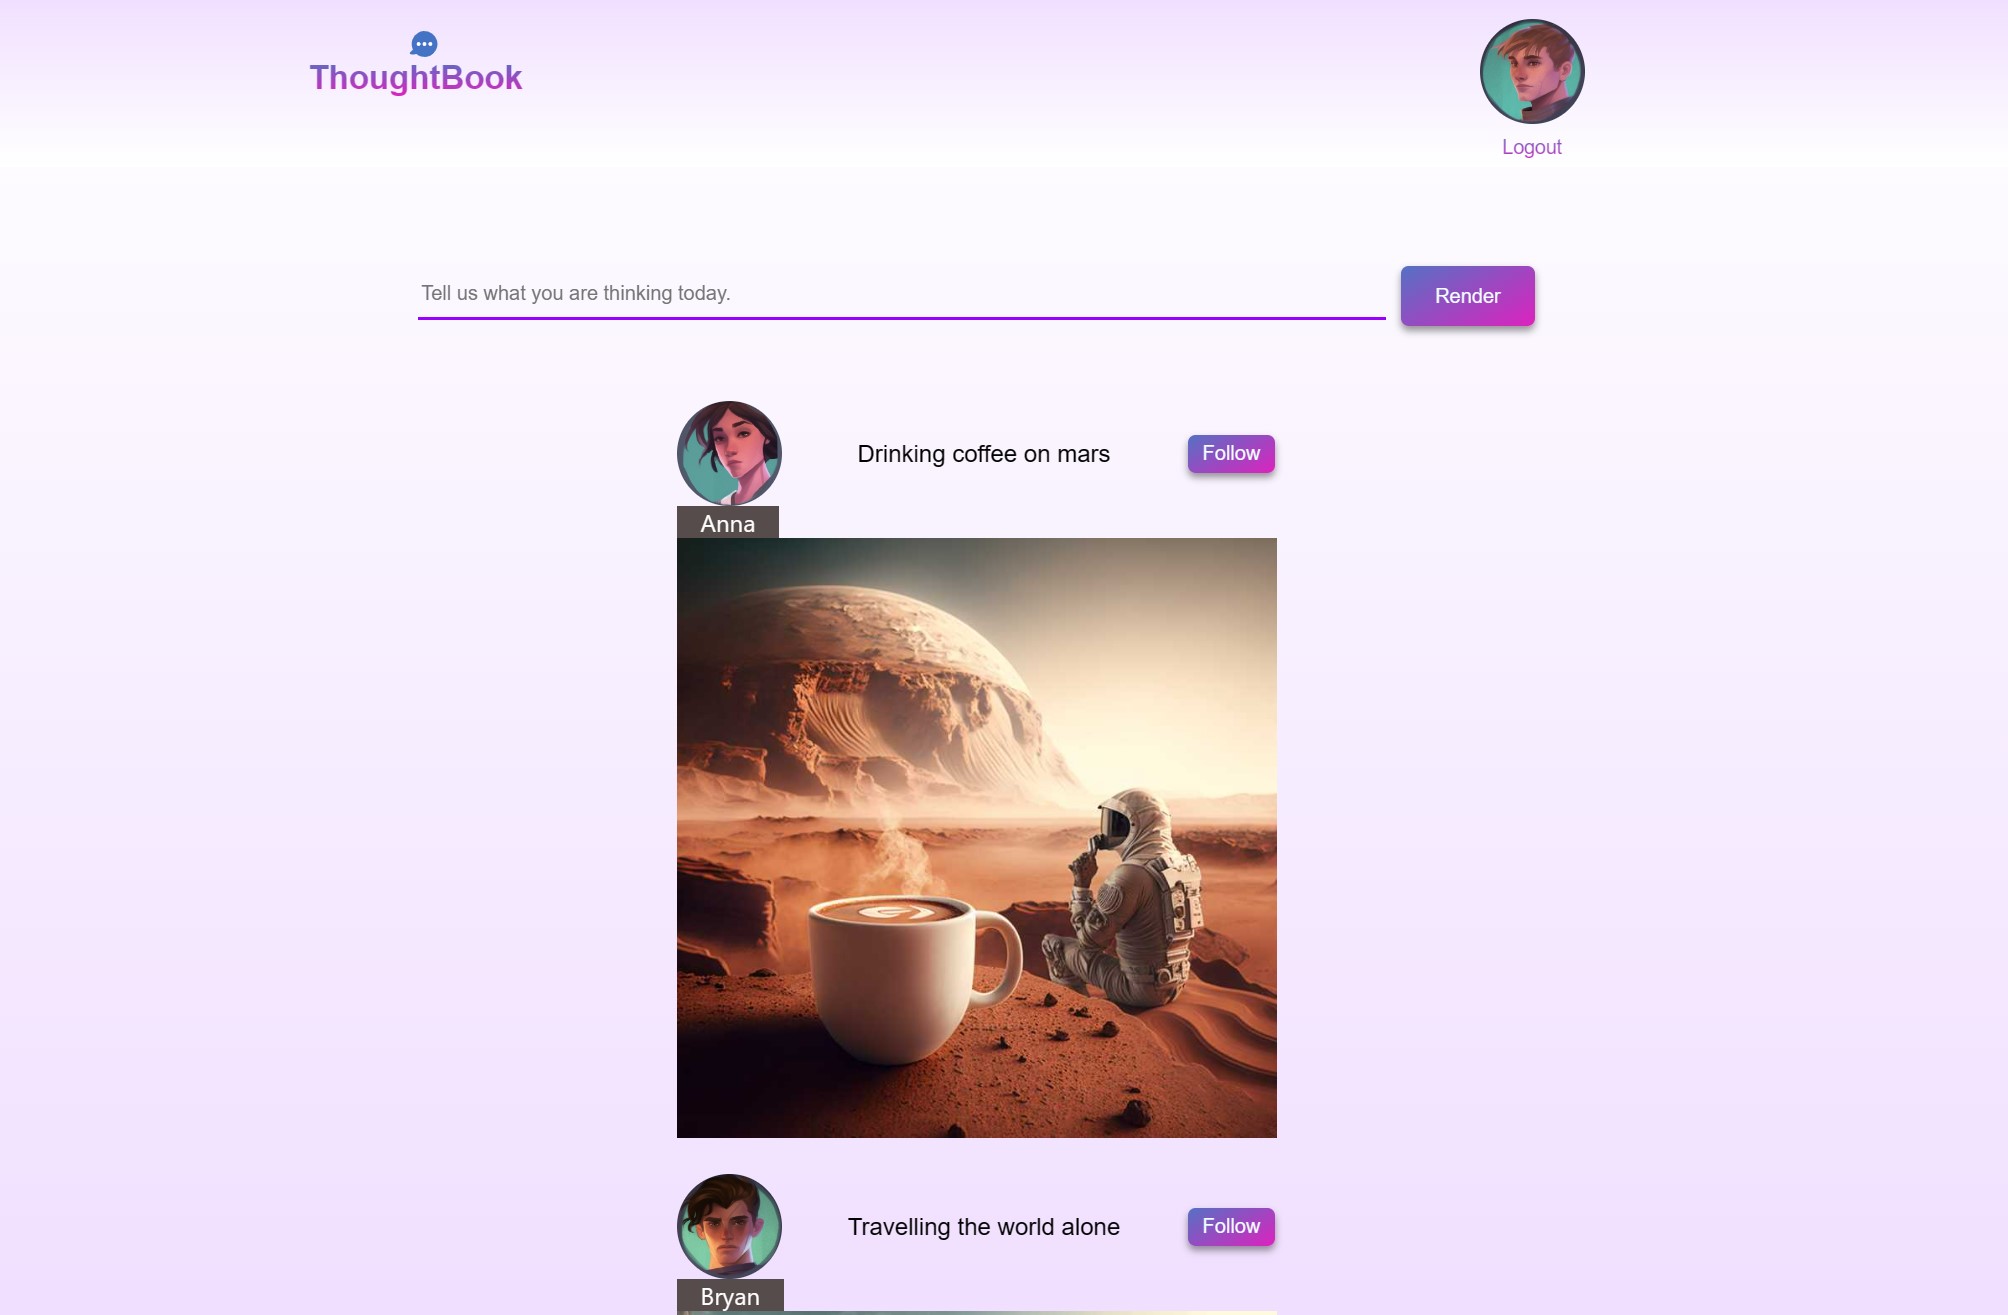 ThoughtBook
Logout
Tell us what you are thinking today.
Render
Drinking coffee on mars
Follow
Anna
Travelling the world alone
Follow
Bryan